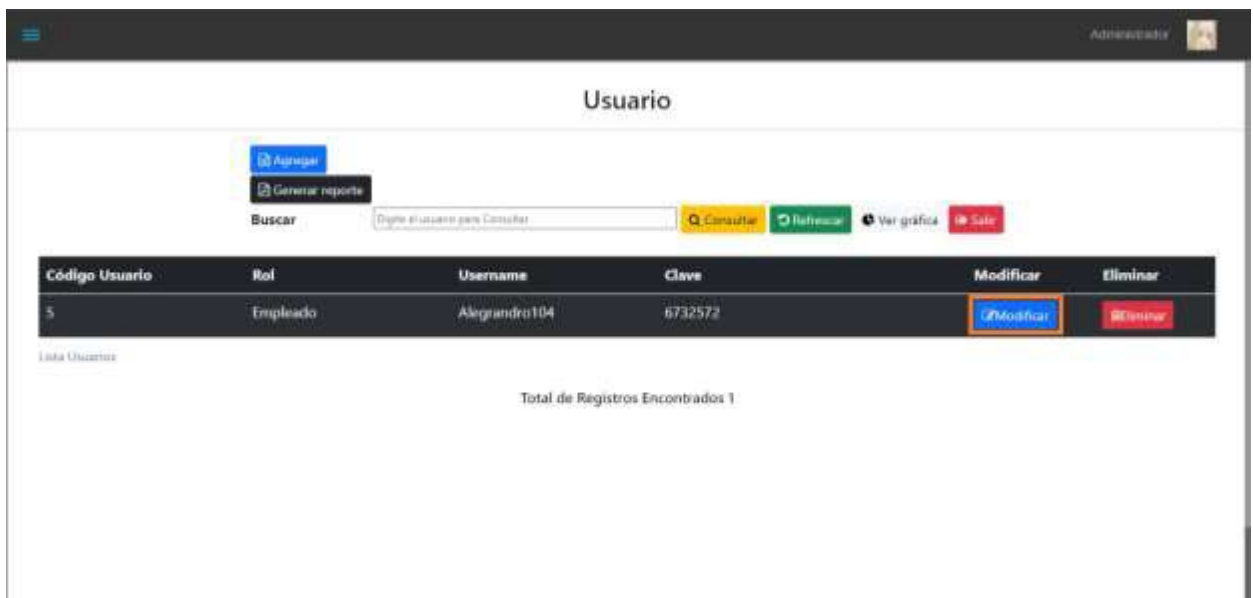 Administrador
Usuario
Agregar
Generar reporte
Buscar Digite el usuario para Consultar Consultar Refrescar Ver gráfica Salir
Código Usuario Rol Username Clave Modificar Eliminar
5 Empleado Alegrandro104 6732572 Modificar Eliminar
Lista Usuarios
Total de Registros Encontrados 1